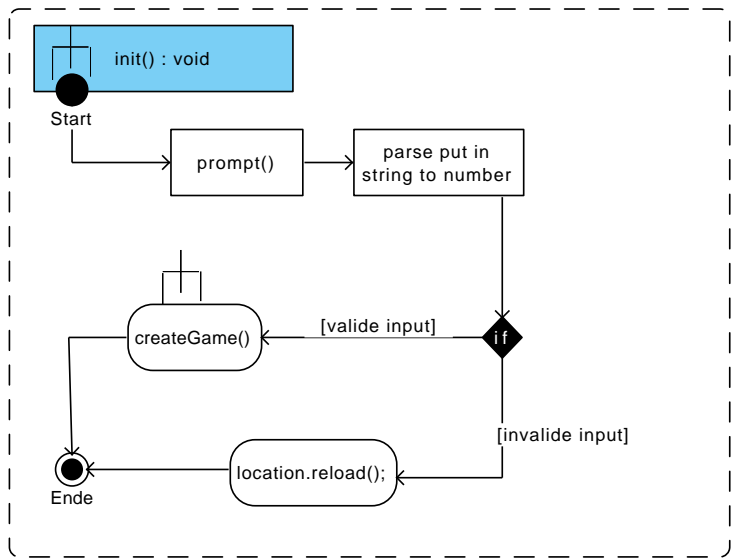 init() : void
Start
prompt()
parse put in
string to number
[valide input]
createGame()
if
[invalide input]
location.reload();
Ende